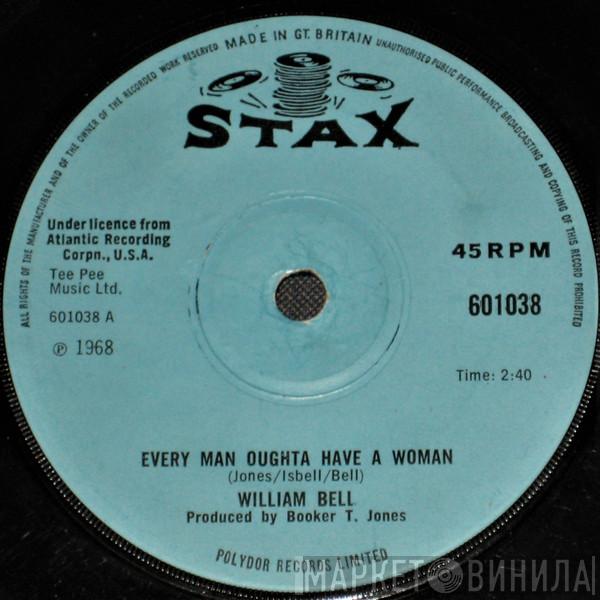 ALL RIGHTS OF THE MANUFACTURER AND OF THE OWNER OF THE RECORDED WORK RESERVED MADE IN GT. BRITAIN UNAUTHORISED PUBLIC PERFORMANCE BROADCASTING AND COPYING OF THIS RECORD PROHIBITED
STAX
Under licence from
Atlantic Recording
Corpn., U.S.A.
Tee Pee
Music Ltd.
601038 A
℗ 1968
45 RPM
601038
Time: 2:40
EVERY MAN OUGHTA HAVE A WOMAN
(Jones/Isbell/Bell)
WILLIAM BELL
Produced by Booker T. Jones
POLYDOR RECORDS LIMITED
МАРКЕТ ВИНИЛА